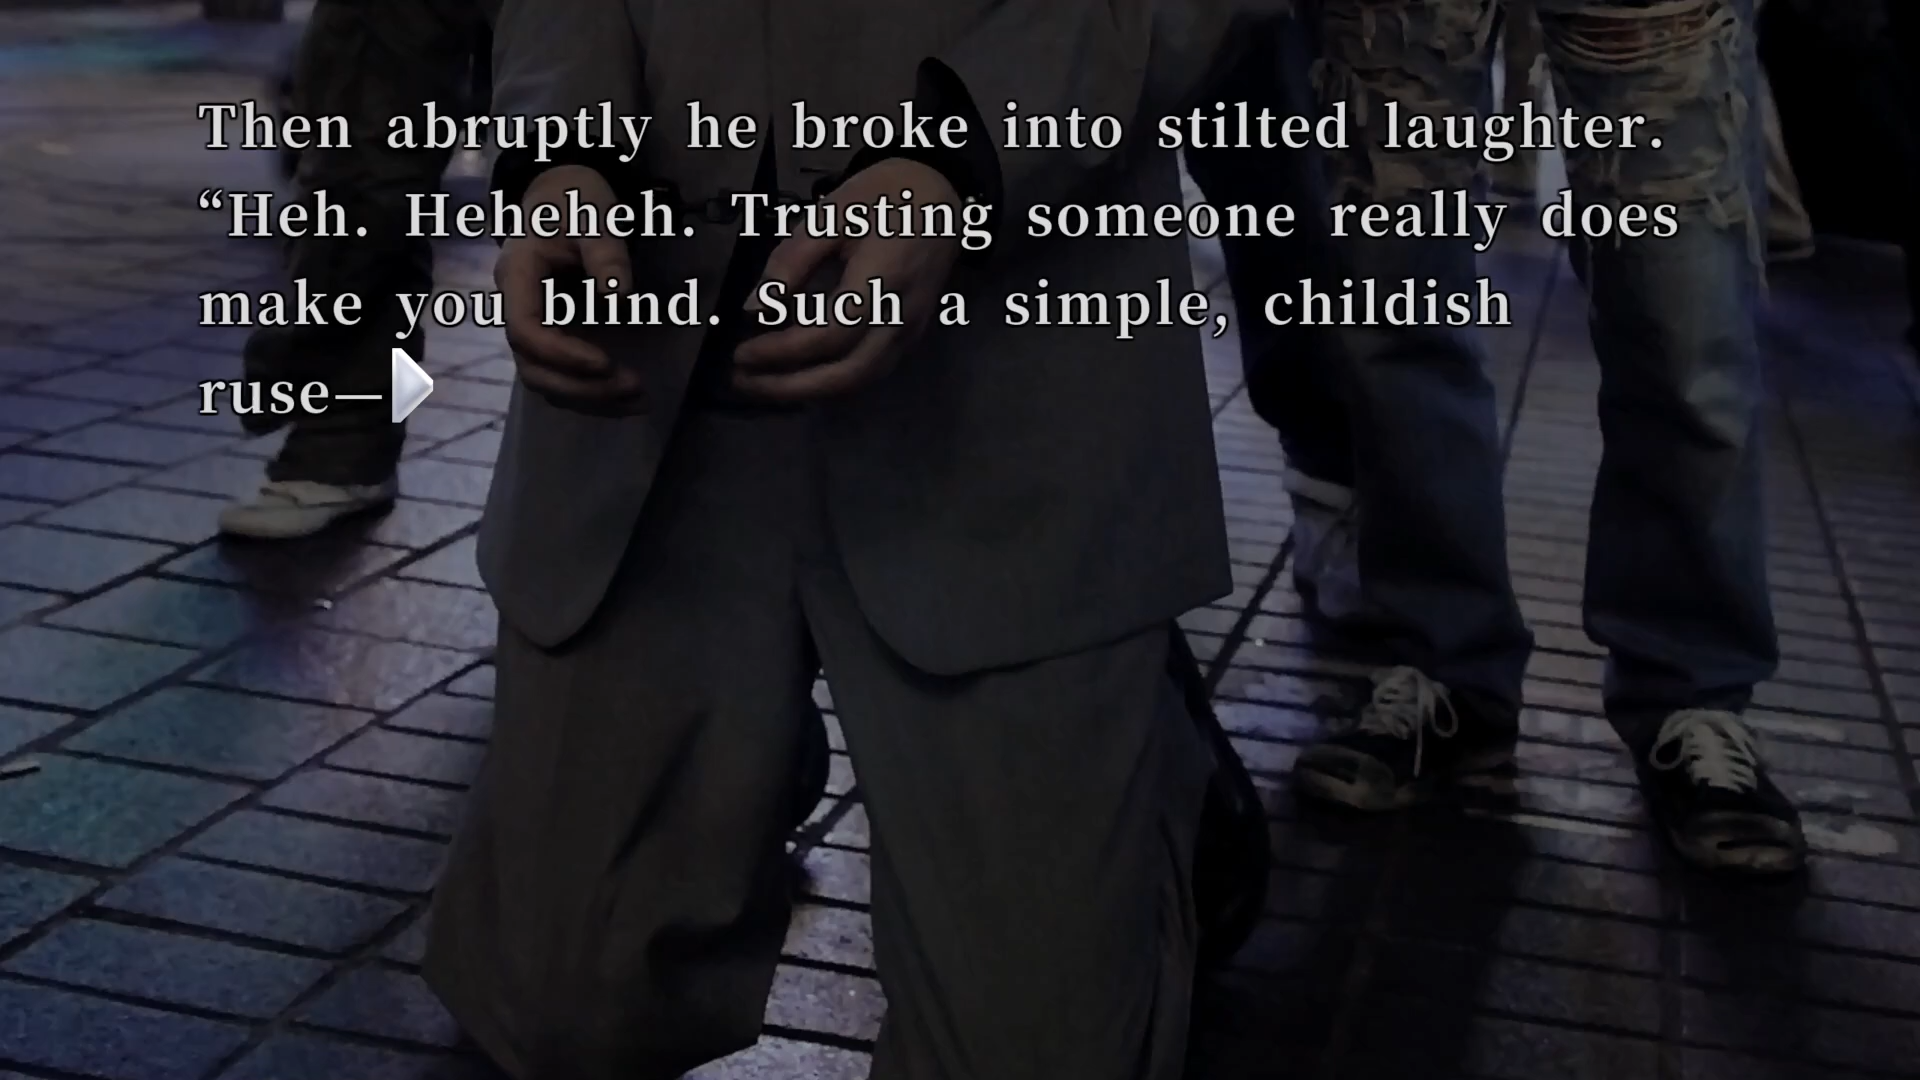 Then abruptly he broke into stilted laughter.
“Heh. Heheheh. Trusting someone really does
make you blind. Such a simple, childish
ruse—